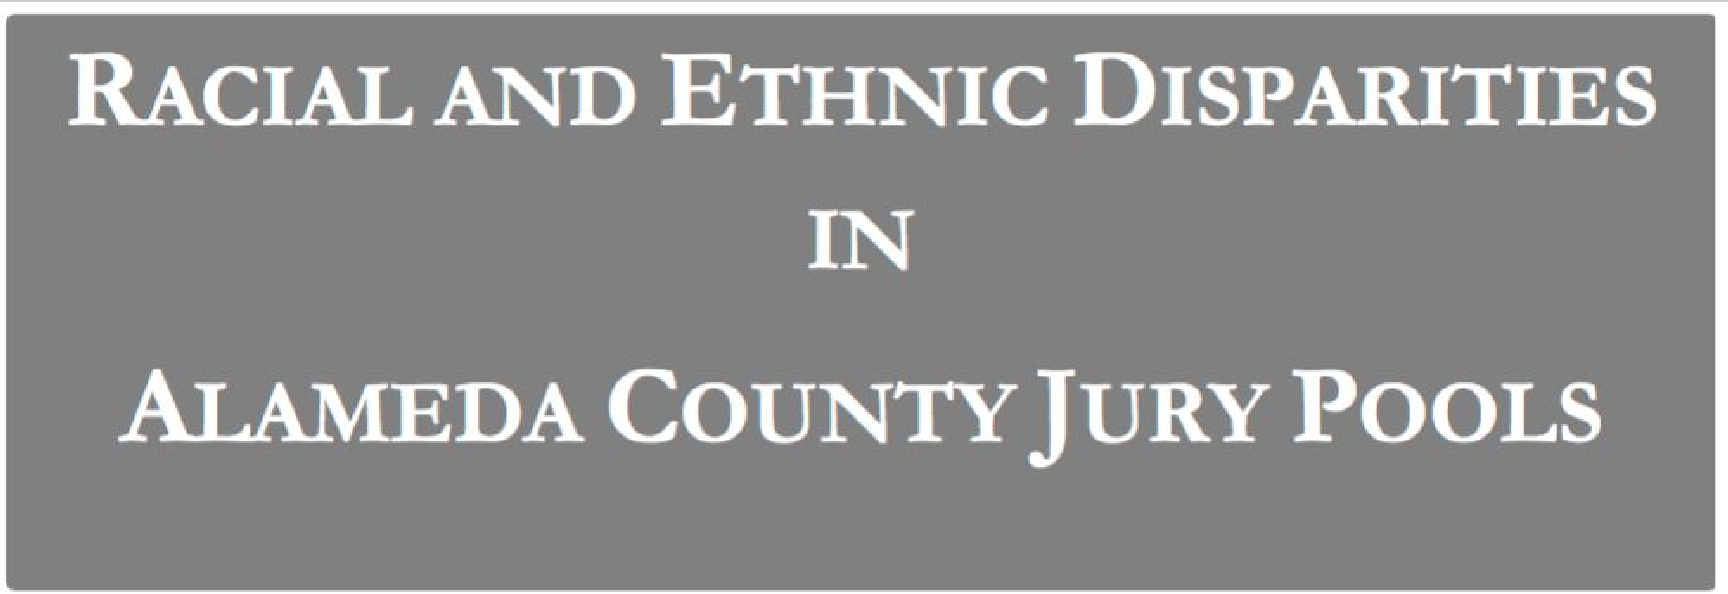 RACIAL AND ETHNIC DISPARITIES
IN
ALAMEDA COUNTY JURY POOLS